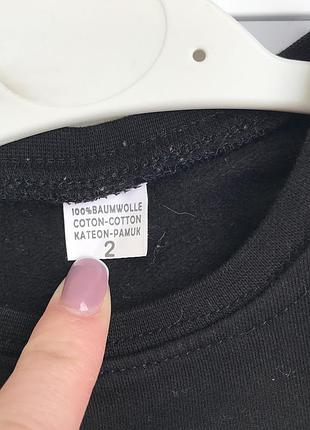 100%BAUMWOLLE
COTON-COTTON
KATEON-PAMUK
2